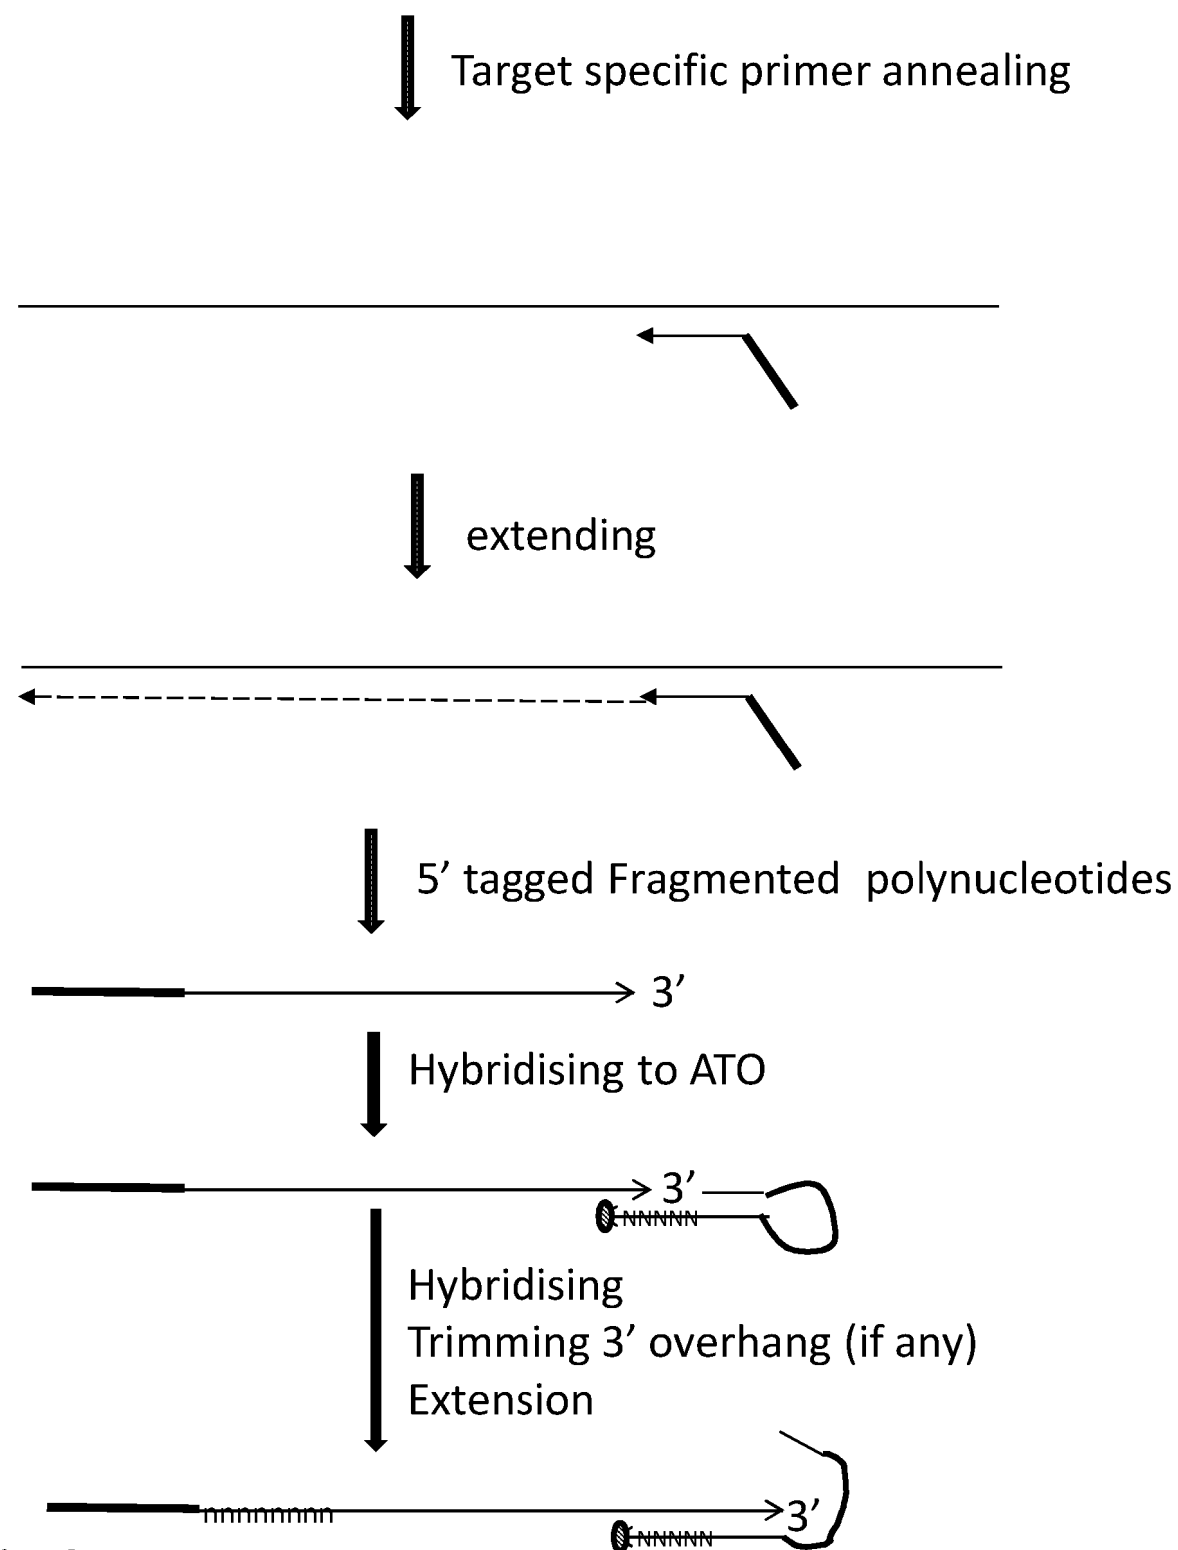 Target specific primer annealing
extending
5’ tagged Fragmented polynucleotides
3’
Hybridising to ATO
3’
NNNNN
Hybridising
Trimming 3’ overhang (if any)
Extension
3’
nnnnnnnnn
NNNNN